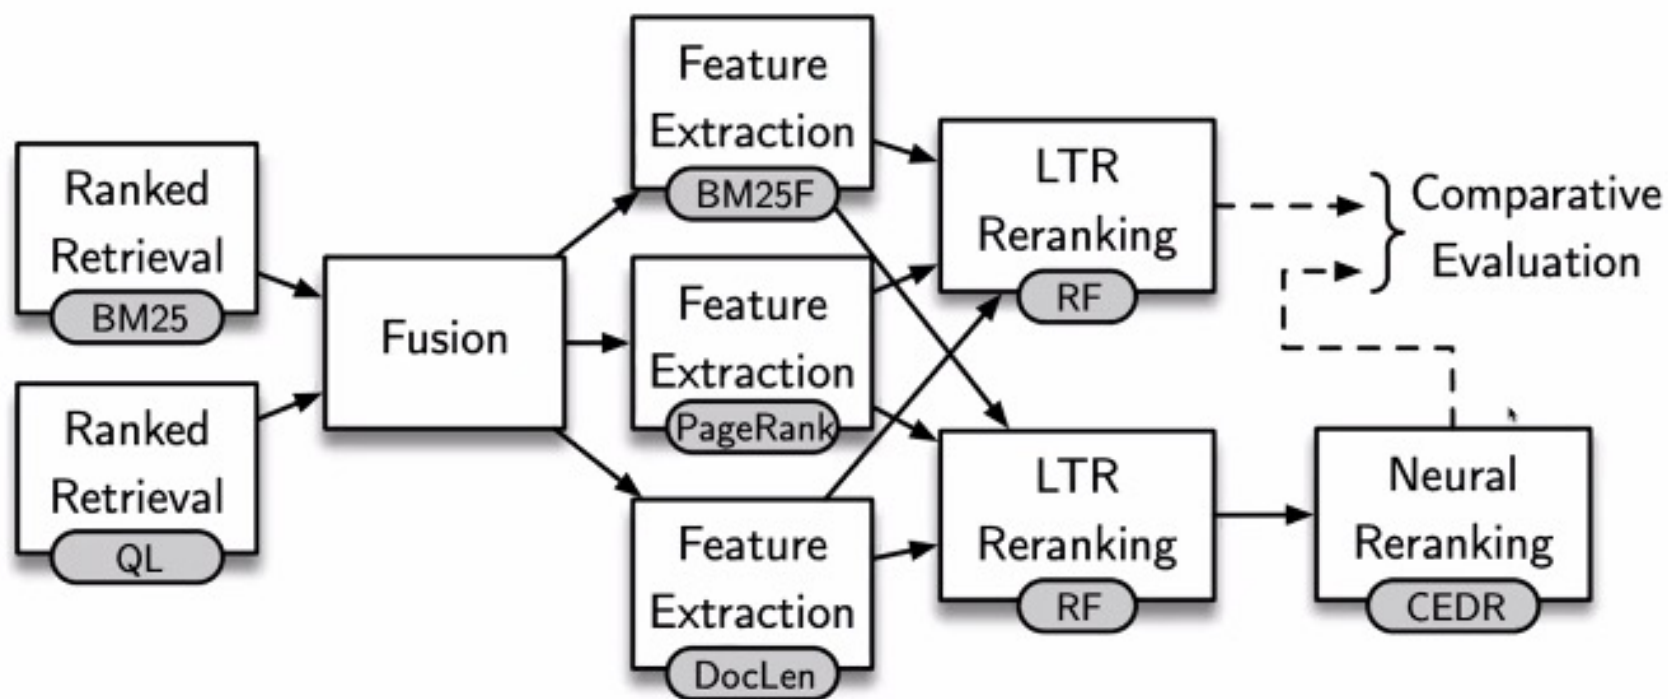 Ranked
Retrieval
BM25
Ranked
Retrieval
QL
Fusion
Feature
Extraction
BM25F
Feature
Extraction
PageRank
Feature
Extraction
DocLen
LTR
Reranking
RF
LTR
Reranking
RF
Neural
Reranking
CEDR
Comparative
Evaluation